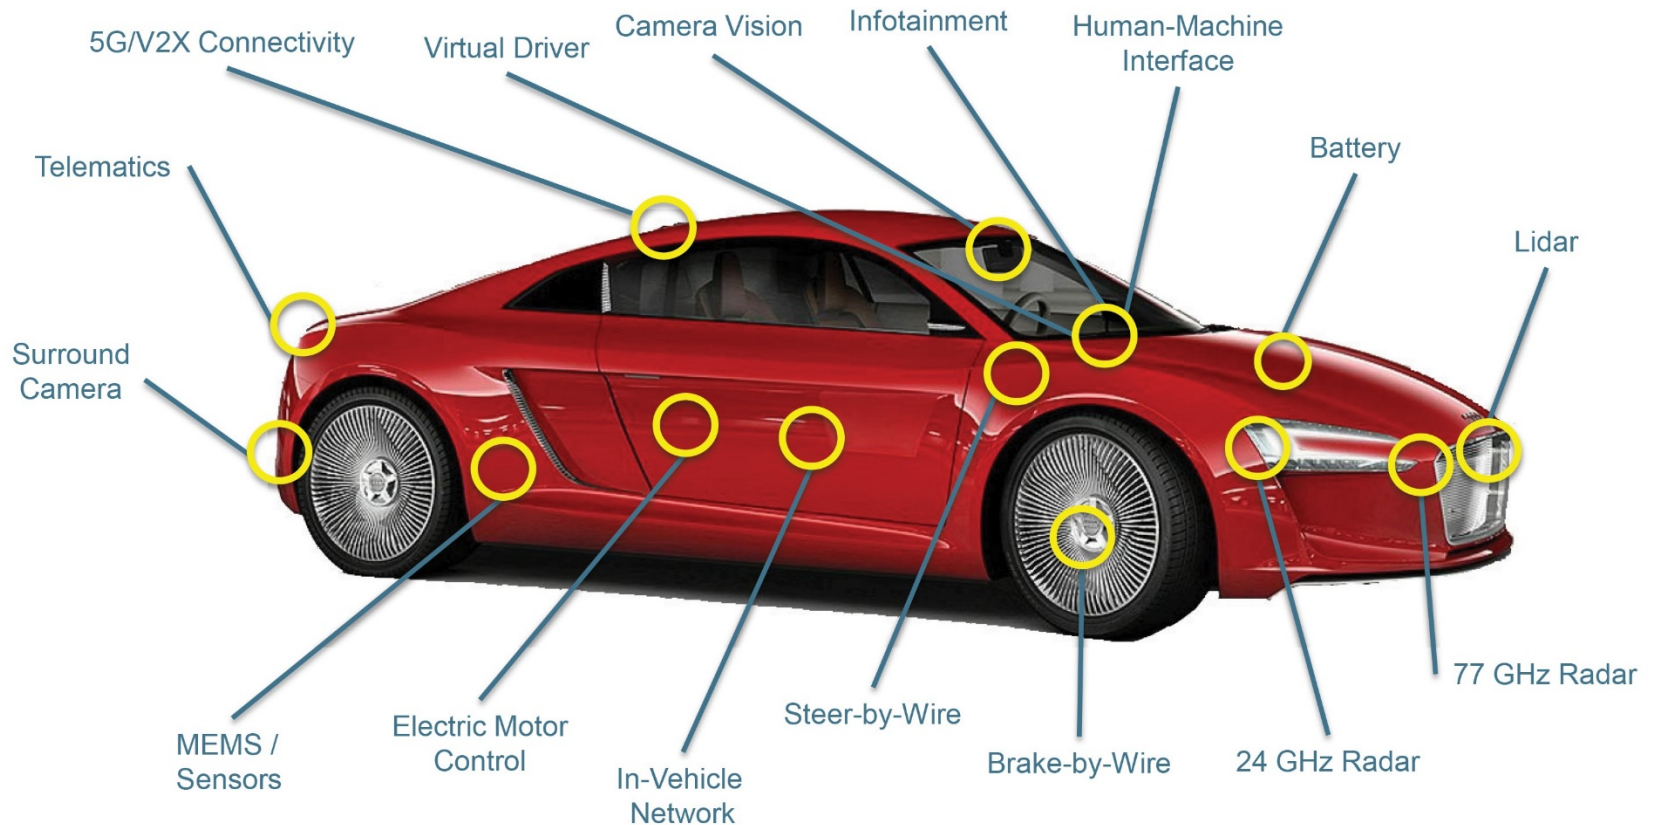 5G/V2X Connectivity
Virtual Driver
Camera Vision
Infotainment
Human-Machine
Interface
Battery
Telematics
Lidar
Surround
Camera
77 GHz Radar
MEMS /
Sensors
Electric Motor
Control
In-Vehicle
Network
Steer-by-Wire
Brake-by-Wire
24 GHz Radar